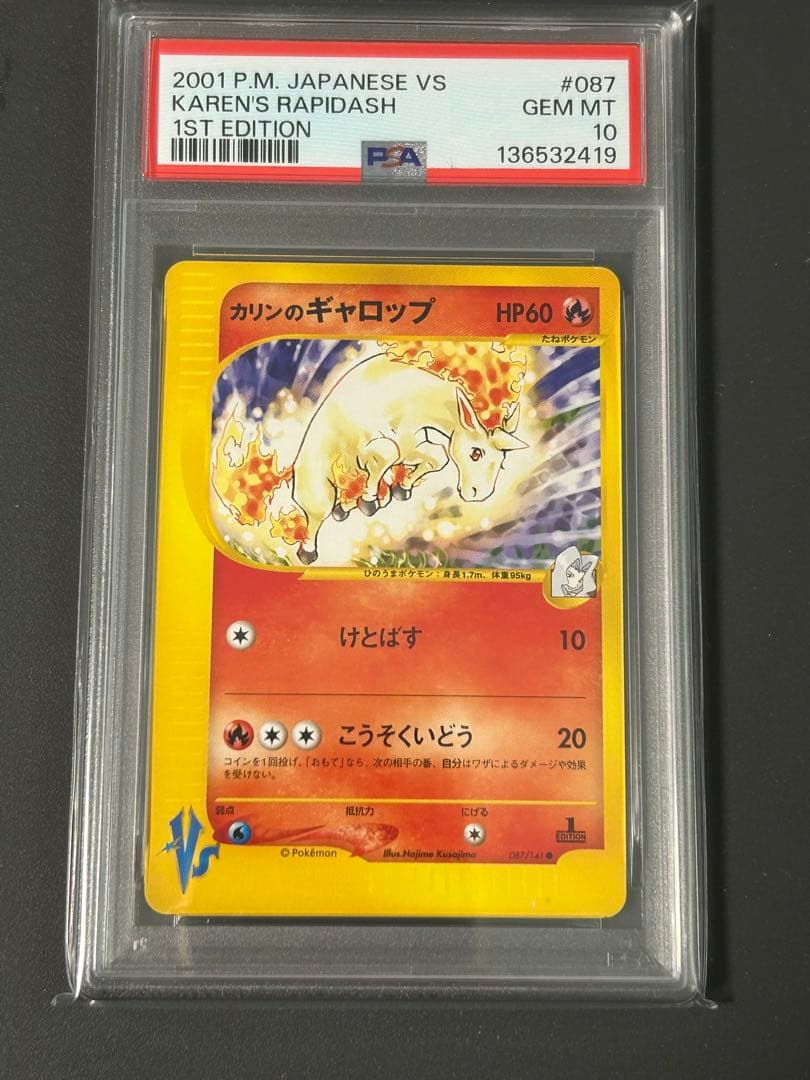 2001 P.M. JAPANESE VS #087
KAREN'S RAPIDASH GEM MT
1ST EDITION 10
PSA 136532419
カリンのギャロップ HP60
たねポケモン
ひのうまポケモン：身長1.7m、体重95kg
けとばす 10
こうそくいどう 20
コインを1回投げ、「おもて」なら、次の相手の番、自分はワザによるダメージや効果
を受けない。
弱点 抵抗力 にげる
1
EDITION
VS
©Pokémon Illus.Hajime Kusajima 087/141